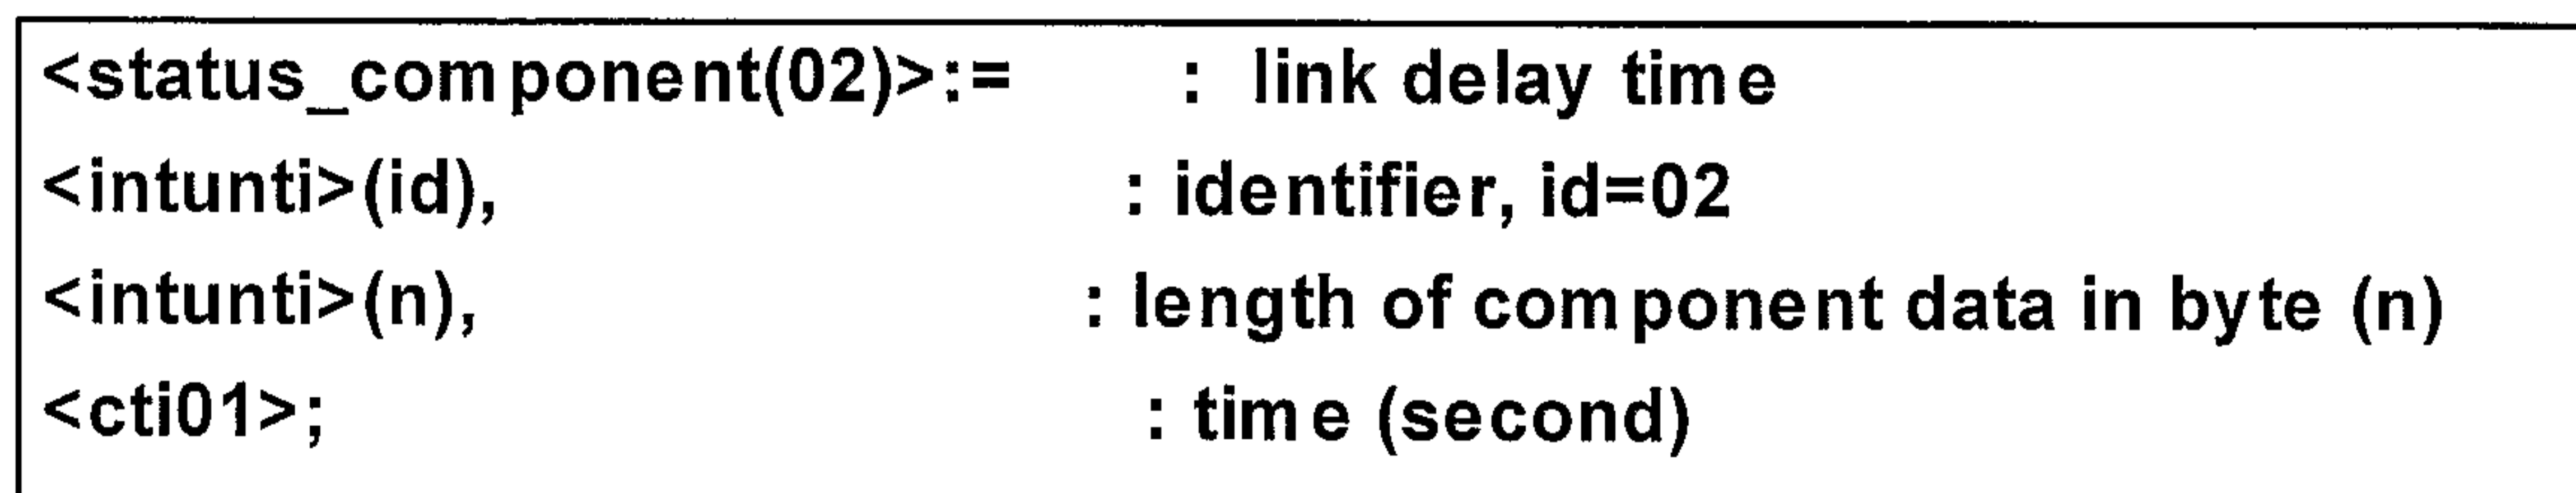 <status_component(02)>:= : link delay time
<intunti>(id), : identifier, id=02
<intunti>(n), : length of component data in byte (n)
<cti01>; : time (second)